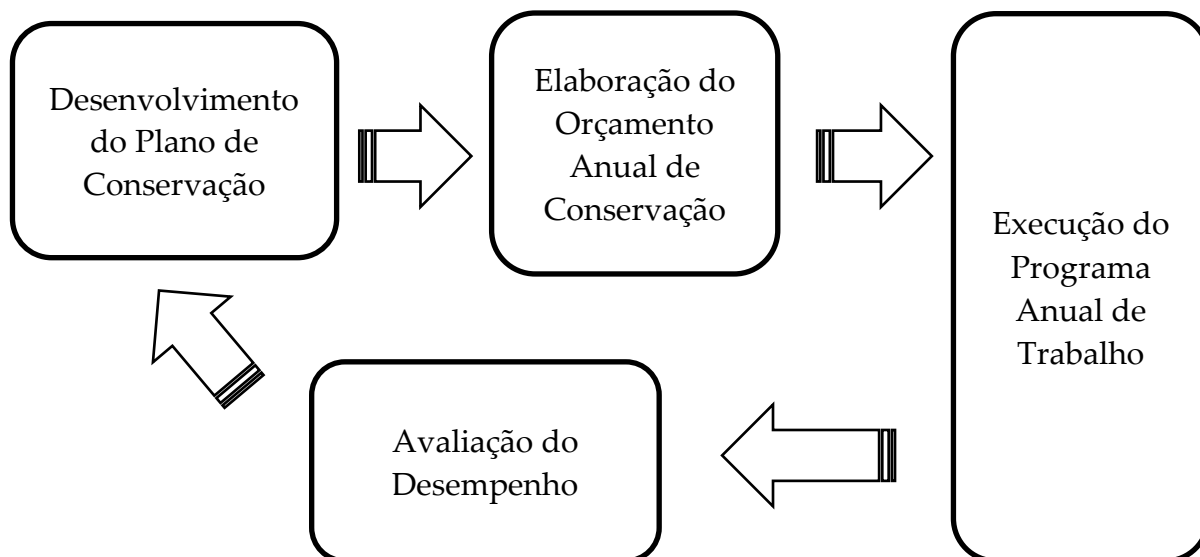 Desenvolvimento
do Plano de
Conservação
Elaboração do
Orçamento
Anual de
Conservação
Execução do
Programa
Anual de
Trabalho
Avaliação do
Desempenho